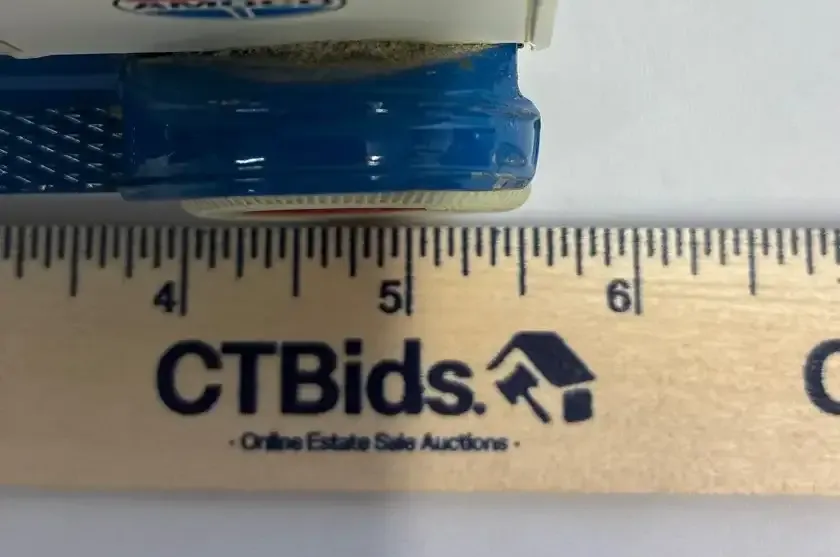 4 5 6
CTBids.
· Online Estate Sale Auctions ·